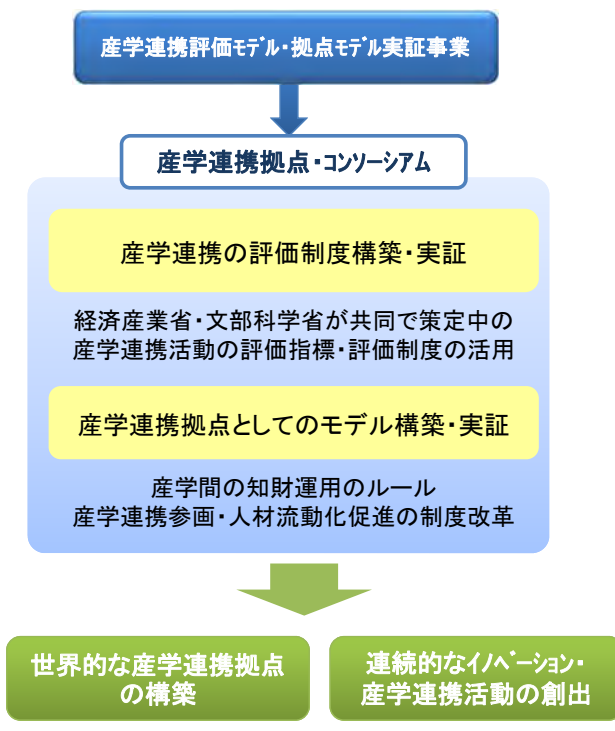 産学連携評価ﾓﾃﾞﾙ・拠点ﾓﾃﾞﾙ実証事業
産学連携拠点・ｺﾝｿｰｼｱﾑ
産学連携の評価制度構築・実証
経済産業省・文部科学省が共同で策定中の
産学連携活動の評価指標・評価制度の活用
産学連携拠点としてのモデル構築・実証
産学間の知財運用のルール
産学連携参画・人材流動化促進の制度改革
世界的な産学連携拠点
の構築
連続的なｲﾉﾍﾞｰｼｮﾝ・
産学連携活動の創出